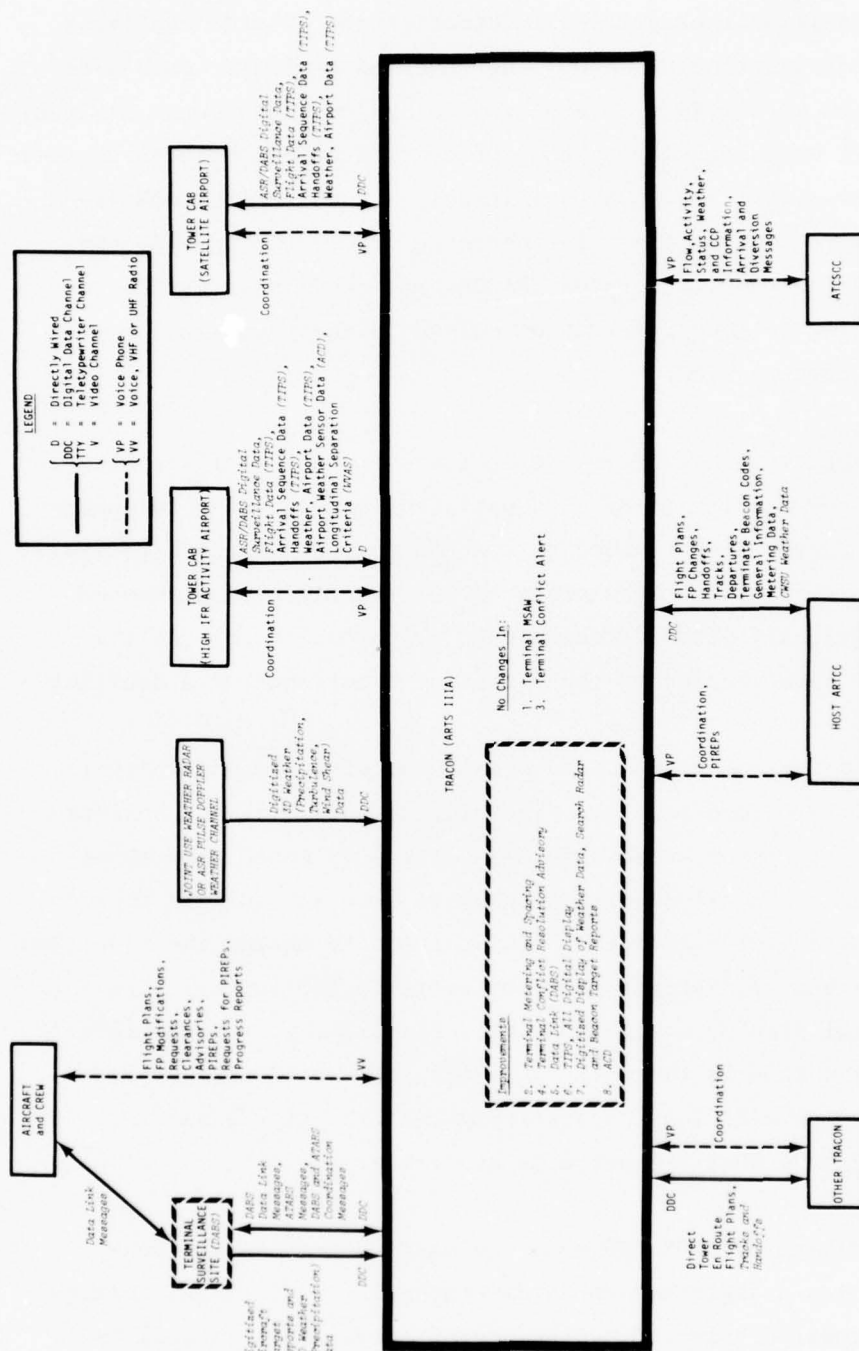 LEGEND
D = Directly Wired
DDC = Digital Data Channel
TTY = Teletypewriter Channel
V = Video Channel
VP = Voice Phone
VV = Voice, VHF or UHF Radio
AIRCRAFT
and CREW
Data Link
Messages
Flight Plans,
FP Modifications,
Requests,
Clearances,
Advisories,
PIREPs,
Requests for PIREPs,
Progress Reports
VV
TERMINAL
SURVEILLANCE
SITE (DABS)
DABS
Data Link
Messages,
ATARS
Messages,
DABS and ATARS
Coordination
Messages
DDC
DDC
JOINT USE WEATHER RADAR
OR ASR PULSE DOPPLER
WEATHER CHANNEL
Digitized
3D Weather
(Precipitation,
Turbulence,
Wind Shear)
Data
DDC
TOWER CAB
(HIGH IFR ACTIVITY AIRPORT)
Coordination
VP
ASR/DABS Digital
Surveillance Data,
Flight Data (TIPS),
Arrival Sequence Data (TIPS),
Handoffs (TIPS),
Weather, Airport Data (TIPS),
Airport Weather Sensor Data (ACD),
Longitudinal Separation
Criteria (WVAS)
D
TOWER CAB
(SATELLITE AIRPORT)
Coordination
VP
ASR/DABS Digital
Surveillance Data,
Flight Data (TIPS),
Arrival Sequence Data (TIPS),
Handoffs (TIPS),
Weather, Airport Data (TIPS)
DDC
TRACON (ARTS IIIA)
Improvements
2. Terminal Metering and Spacing
4. Terminal Conflict Resolution Advisory
5. Data Link (DABS)
6. TIPS, All Digital Display
7. Digitized Display of Weather Data, Search Radar
and Beacon Target Reports
8. ACD
No Changes In:
1. Terminal MSAW
3. Terminal Conflict Alert
DDC
Direct
Tower
En Route
Flight Plans,
Tracks and
Handoffs
VP
Coordination
OTHER TRACON
VP
Coordination,
PIREPs
DDC
Flight Plans,
FP Changes,
Handoffs,
Tracks,
Departures,
Terminate Beacon Codes,
General Information,
Metering Data,
CWSU Weather Data
HOST ARTCC
VP
Flow, Activity,
Status, Weather,
and CCP
Information,
Arrival and
Diversion
Messages
ATCSCC